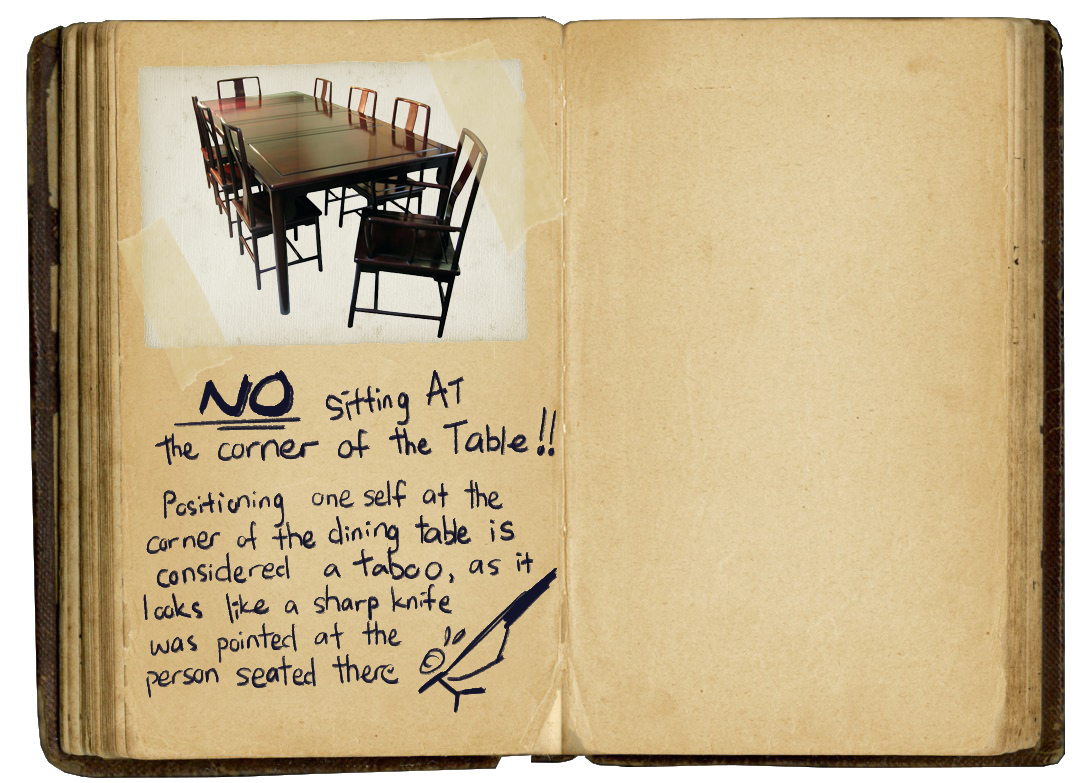 NO sitting AT
the corner of the Table!!
Positioning one self at the
corner of the dining table is
considered a taboo, as it
looks like a sharp knife
was pointed at the
person seated there